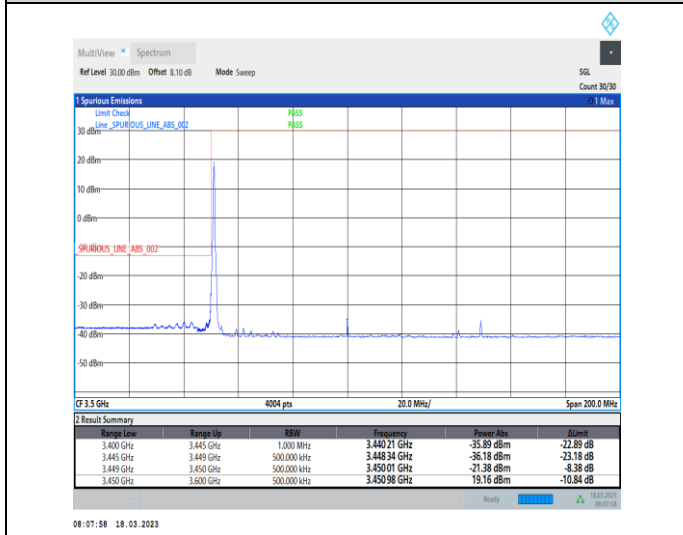 MultiView Spectrum
Ref Level 30.00 dBm Offset 8.10 dB Mode Sweep SGL
Count 30/30
1 Spurious Emissions 1 Max
Limit Check PASS
Line _SPURIOUS_LINE_ABS_002 PASS
30 dBm
20 dBm
10 dBm
0 dBm
_SPURIOUS_LINE_ABS_002
-20 dBm
-30 dBm
-40 dBm
-50 dBm
CF 3.5 GHz 4004 pts 20.0 MHz/ Span 200.0 MHz
2 Result Summary
Range Low Range Up RBW Frequency Power Abs ΔLimit
3.400 GHz 3.445 GHz 1.000 MHz 3.440 21 GHz -35.89 dBm -22.89 dB
3.445 GHz 3.449 GHz 500.000 kHz 3.448 34 GHz -36.18 dBm -23.18 dB
3.449 GHz 3.450 GHz 500.000 kHz 3.450 01 GHz -21.38 dBm -8.38 dB
3.450 GHz 3.600 GHz 500.000 kHz 3.450 98 GHz 19.16 dBm -10.84 dB
Ready 18.03.2023
08:07:58
08:07:58 18.03.2023